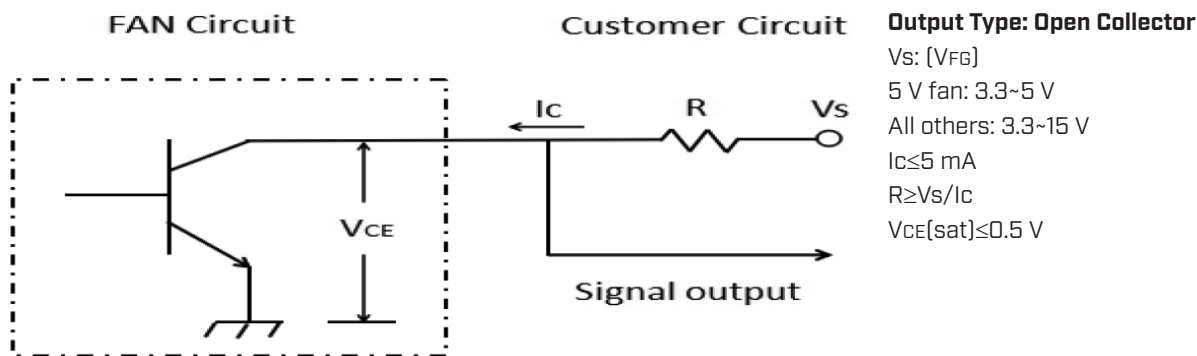 FAN Circuit
Customer Circuit
Output Type: Open Collector
Vs: (VFG)
5 V fan: 3.3~5 V
All others: 3.3~15 V
Ic≤5 mA
R≥Vs/Ic
VCE(sat)≤0.5 V
Ic
R
Vs
VCE
Signal output